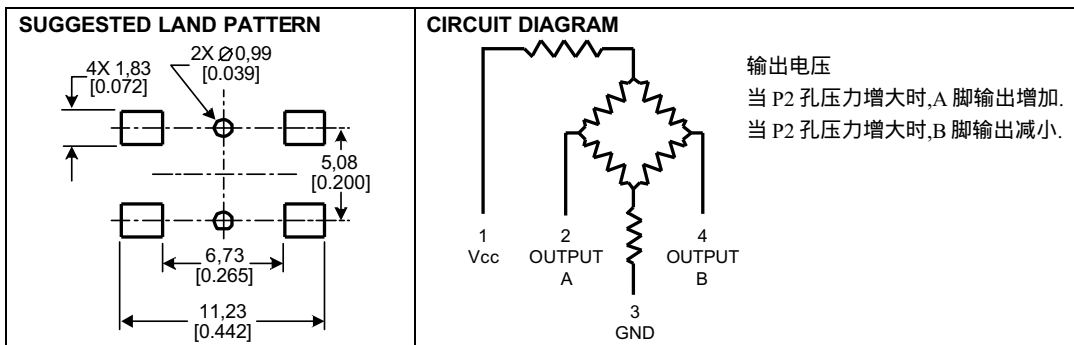 SUGGESTED LAND PATTERN
4X 1,83
[0.072]
2X Ø0,99
[0.039]
5,08
[0.200]
6,73
[0.265]
11,23
[0.442]
CIRCUIT DIAGRAM
1
Vcc
2
OUTPUT
A
4
OUTPUT
B
3
GND
输出电压
当 P2 孔压力增大时,A 脚输出增加.
当 P2 孔压力增大时,B 脚输出减小.